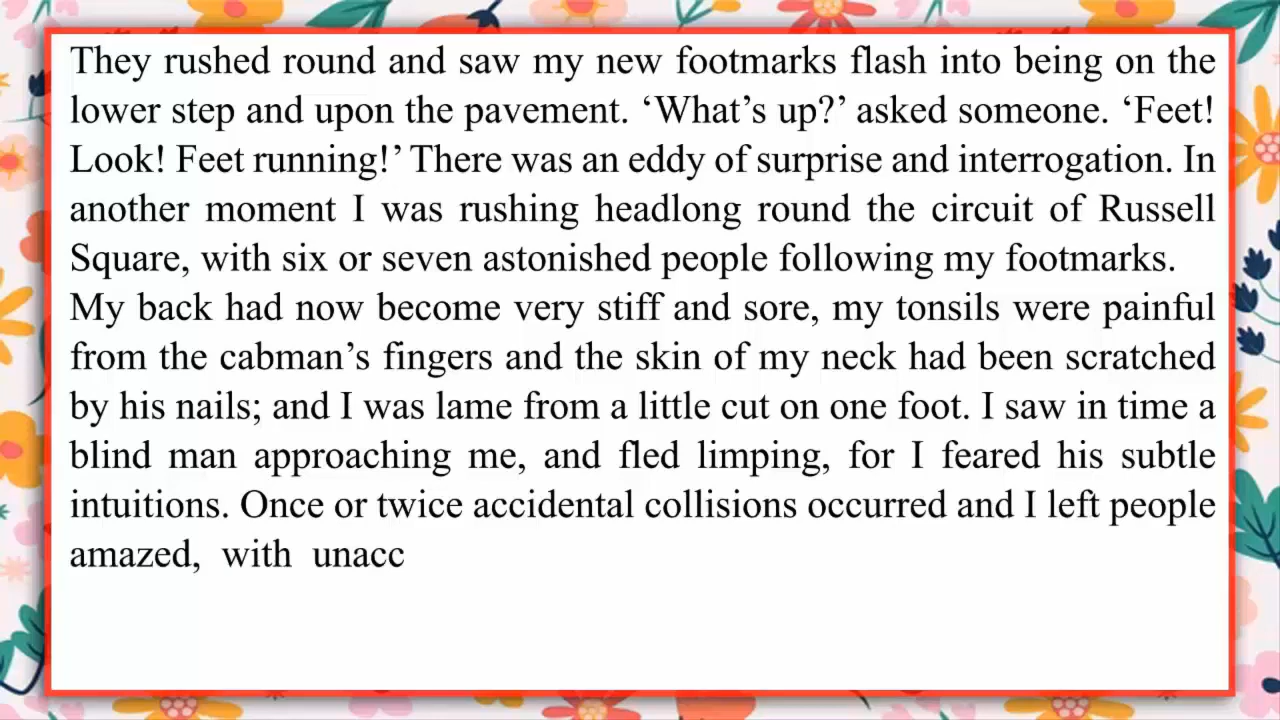 They rushed round and saw my new footmarks flash into being on the
lower step and upon the pavement. ‘What’s up?’ asked someone. ‘Feet!
Look! Feet running!’ There was an eddy of surprise and interrogation. In
another moment I was rushing headlong round the circuit of Russell
Square, with six or seven astonished people following my footmarks.
My back had now become very stiff and sore, my tonsils were painful
from the cabman’s fingers and the skin of my neck had been scratched
by his nails; and I was lame from a little cut on one foot. I saw in time a
blind man approaching me, and fled limping, for I feared his subtle
intuitions. Once or twice accidental collisions occurred and I left people
amazed, with unacc